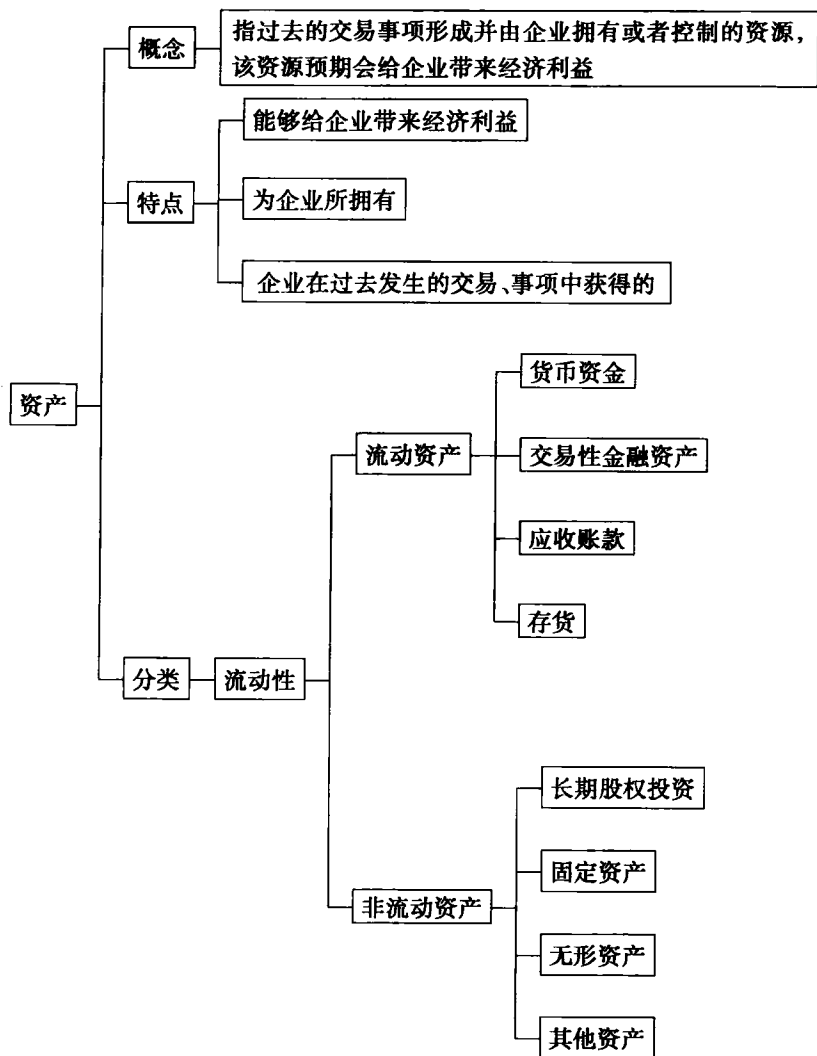 概念
指过去的交易事项形成并由企业拥有或者控制的资源，
该资源预期会给企业带来经济利益
能够给企业带来经济利益
特点
为企业所拥有
企业在过去发生的交易、事项中获得的
资产
货币资金
流动资产
交易性金融资产
应收账款
存货
分类
流动性
长期股权投资
固定资产
非流动资产
无形资产
其他资产